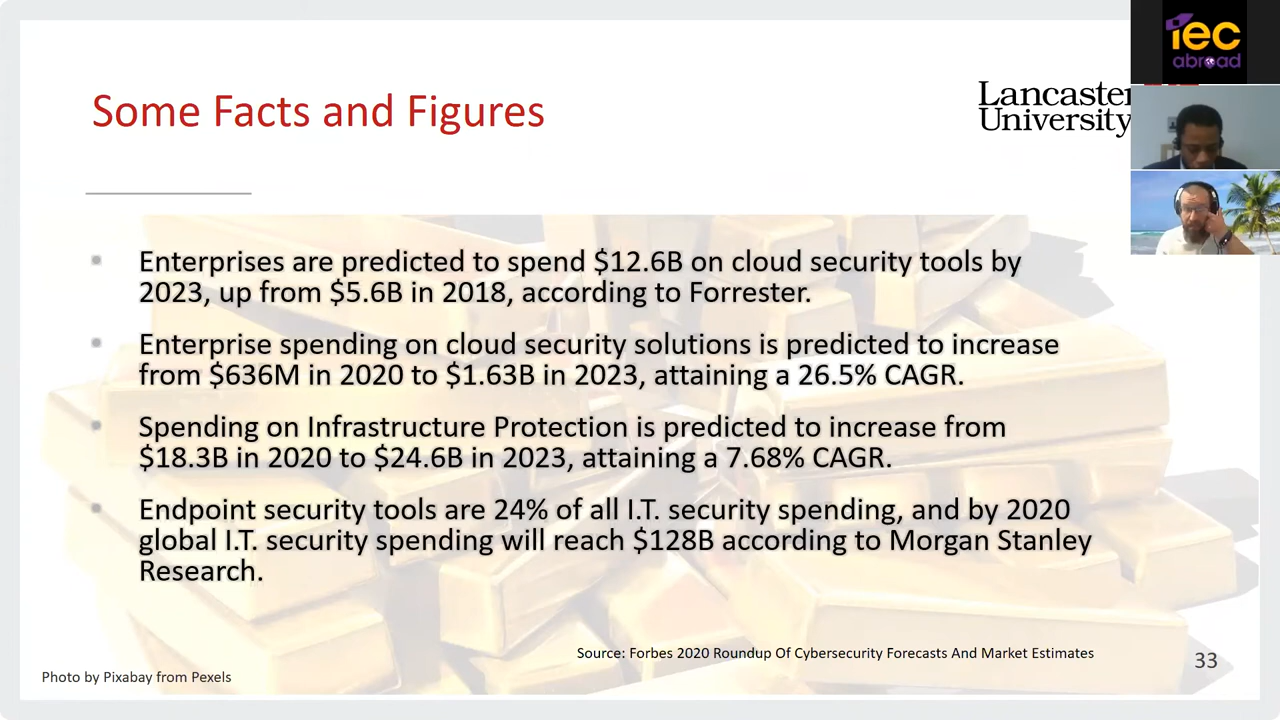 Some Facts and Figures
Lancaster
University
iec
abroad
Enterprises are predicted to spend $12.6B on cloud security tools by
2023, up from $5.6B in 2018, according to Forrester.
Enterprise spending on cloud security solutions is predicted to increase
from $636M in 2020 to $1.63B in 2023, attaining a 26.5% CAGR.
Spending on Infrastructure Protection is predicted to increase from
$18.3B in 2020 to $24.6B in 2023, attaining a 7.68% CAGR.
Endpoint security tools are 24% of all I.T. security spending, and by 2020
global I.T. security spending will reach $128B according to Morgan Stanley
Research.
Source: Forbes 2020 Roundup Of Cybersecurity Forecasts And Market Estimates
33
Photo by Pixabay from Pexels